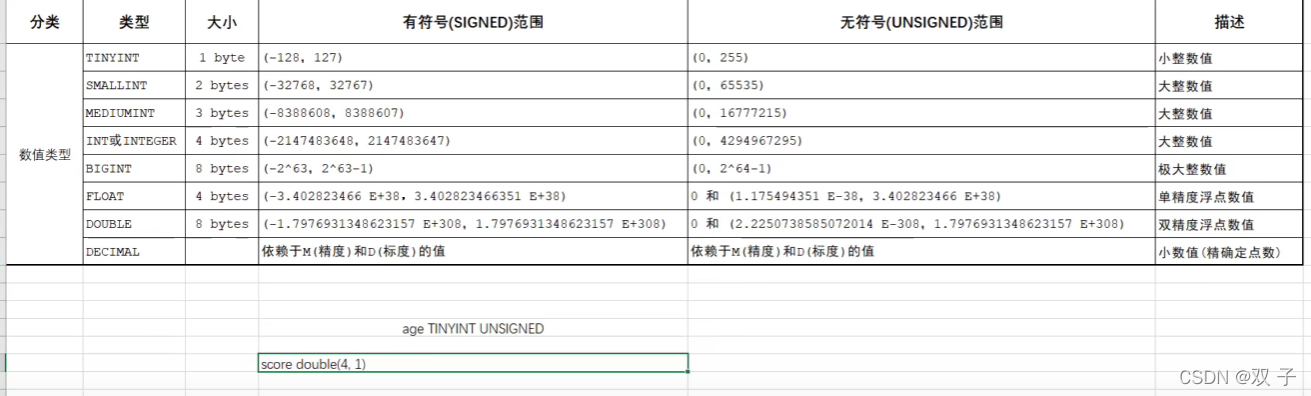 分类 类型 大小 有符号(SIGNED)范围 无符号(UNSIGNED)范围 描述
TINYINT 1 byte (-128, 127) (0, 255) 小整数值
SMALLINT 2 bytes (-32768, 32767) (0, 65535) 大整数值
MEDIUMINT 3 bytes (-8388608, 8388607) (0, 16777215) 大整数值
INT或INTEGER 4 bytes (-2147483648, 2147483647) (0, 4294967295) 大整数值
数值类型
BIGINT 8 bytes (-2^63, 2^63-1) (0, 2^64-1) 极大整数值
FLOAT 4 bytes (-3.402823466 E+38, 3.402823466351 E+38) 0 和 (1.175494351 E-38, 3.402823466 E+38) 单精度浮点数值
DOUBLE 8 bytes (-1.7976931348623157 E+308, 1.7976931348623157 E+308) 0 和 (2.2250738585072014 E-308, 1.7976931348623157 E+308) 双精度浮点数值
DECIMAL 依赖于M(精度)和D(标度)的值 依赖于M(精度)和D(标度)的值 小数值(精确定点数)
age TINYINT UNSIGNED
score double(4, 1)
CSDN @双 子